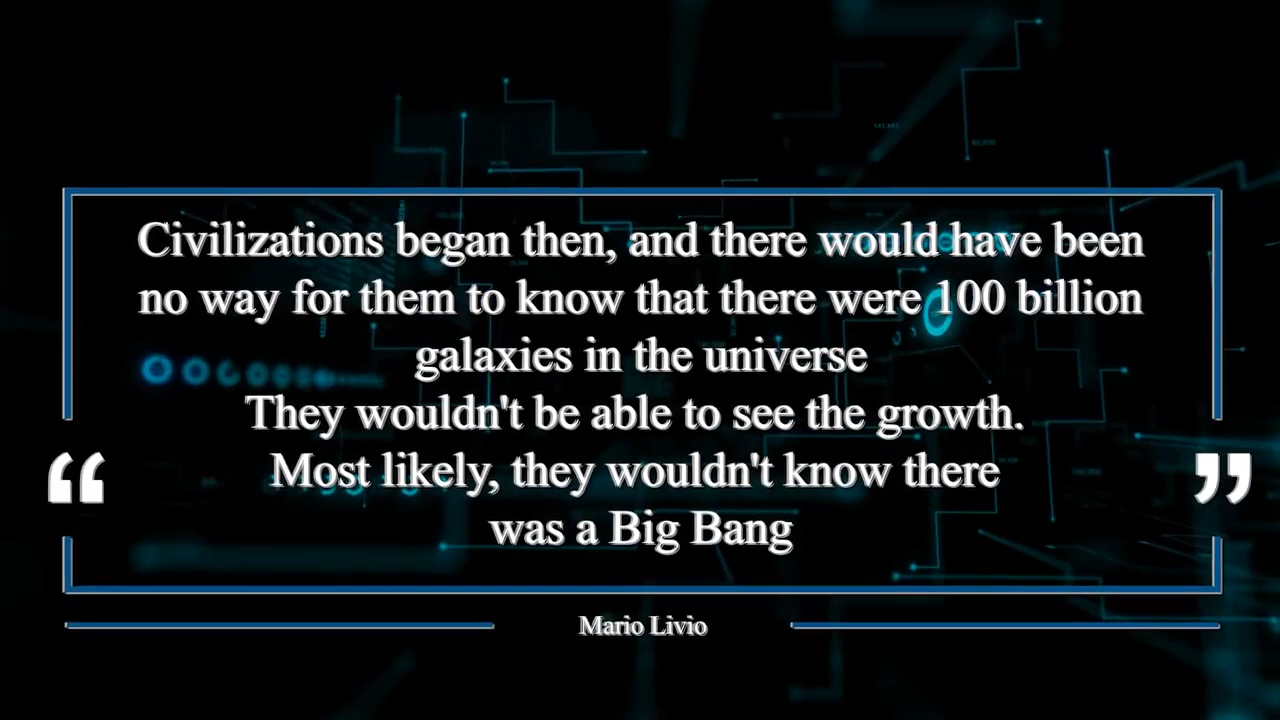 Civilizations began then, and there would have been
no way for them to know that there were 100 billion
galaxies in the universe
They wouldn't be able to see the growth.
“ Most likely, they wouldn't know there ”
was a Big Bang
Mario Livio